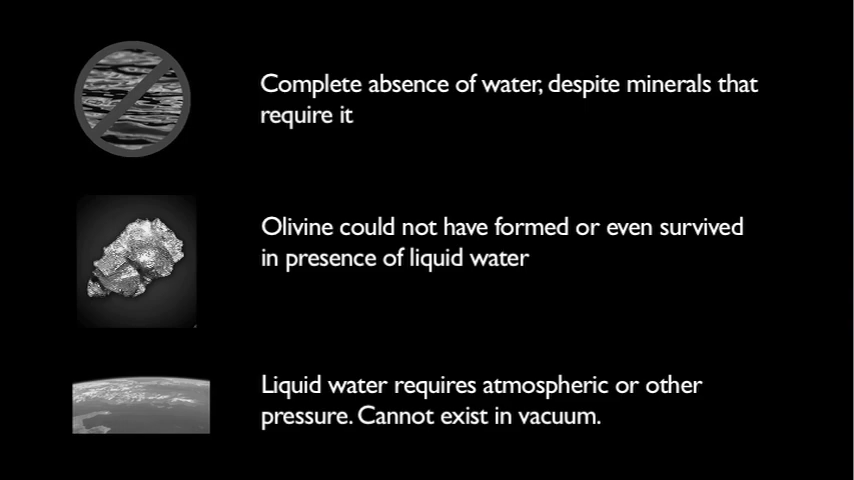 Complete absence of water, despite minerals that
require it
Olivine could not have formed or even survived
in presence of liquid water
Liquid water requires atmospheric or other
pressure. Cannot exist in vacuum.